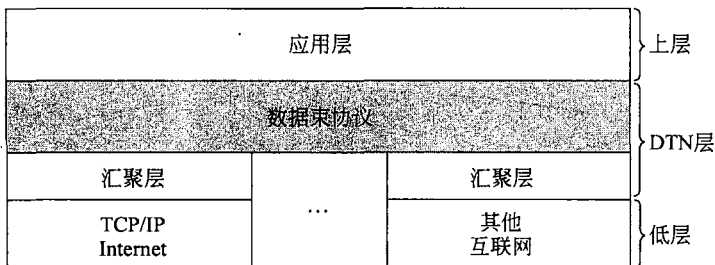 应用层
上层
数据束协议
DTN层
汇聚层
汇聚层
TCP/IP
Internet
…
其他
互联网
低层